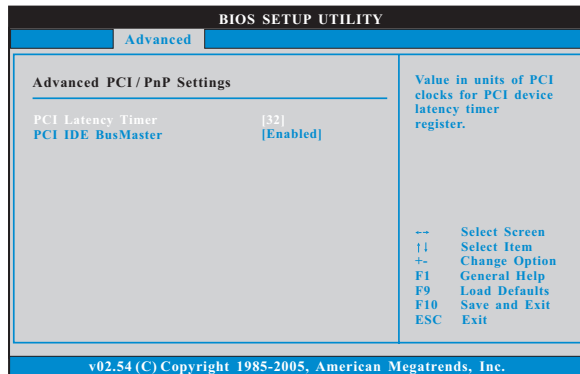 BIOS SETUP UTILITY
Advanced
Advanced PCI / PnP Settings
PCI Latency Timer [32]
PCI IDE BusMaster [Enabled]
Value in units of PCI
clocks for PCI device
latency timer
register.
←→ Select Screen
↑↓ Select Item
+- Change Option
F1 General Help
F9 Load Defaults
F10 Save and Exit
ESC Exit
v02.54 (C) Copyright 1985-2005, American Megatrends, Inc.